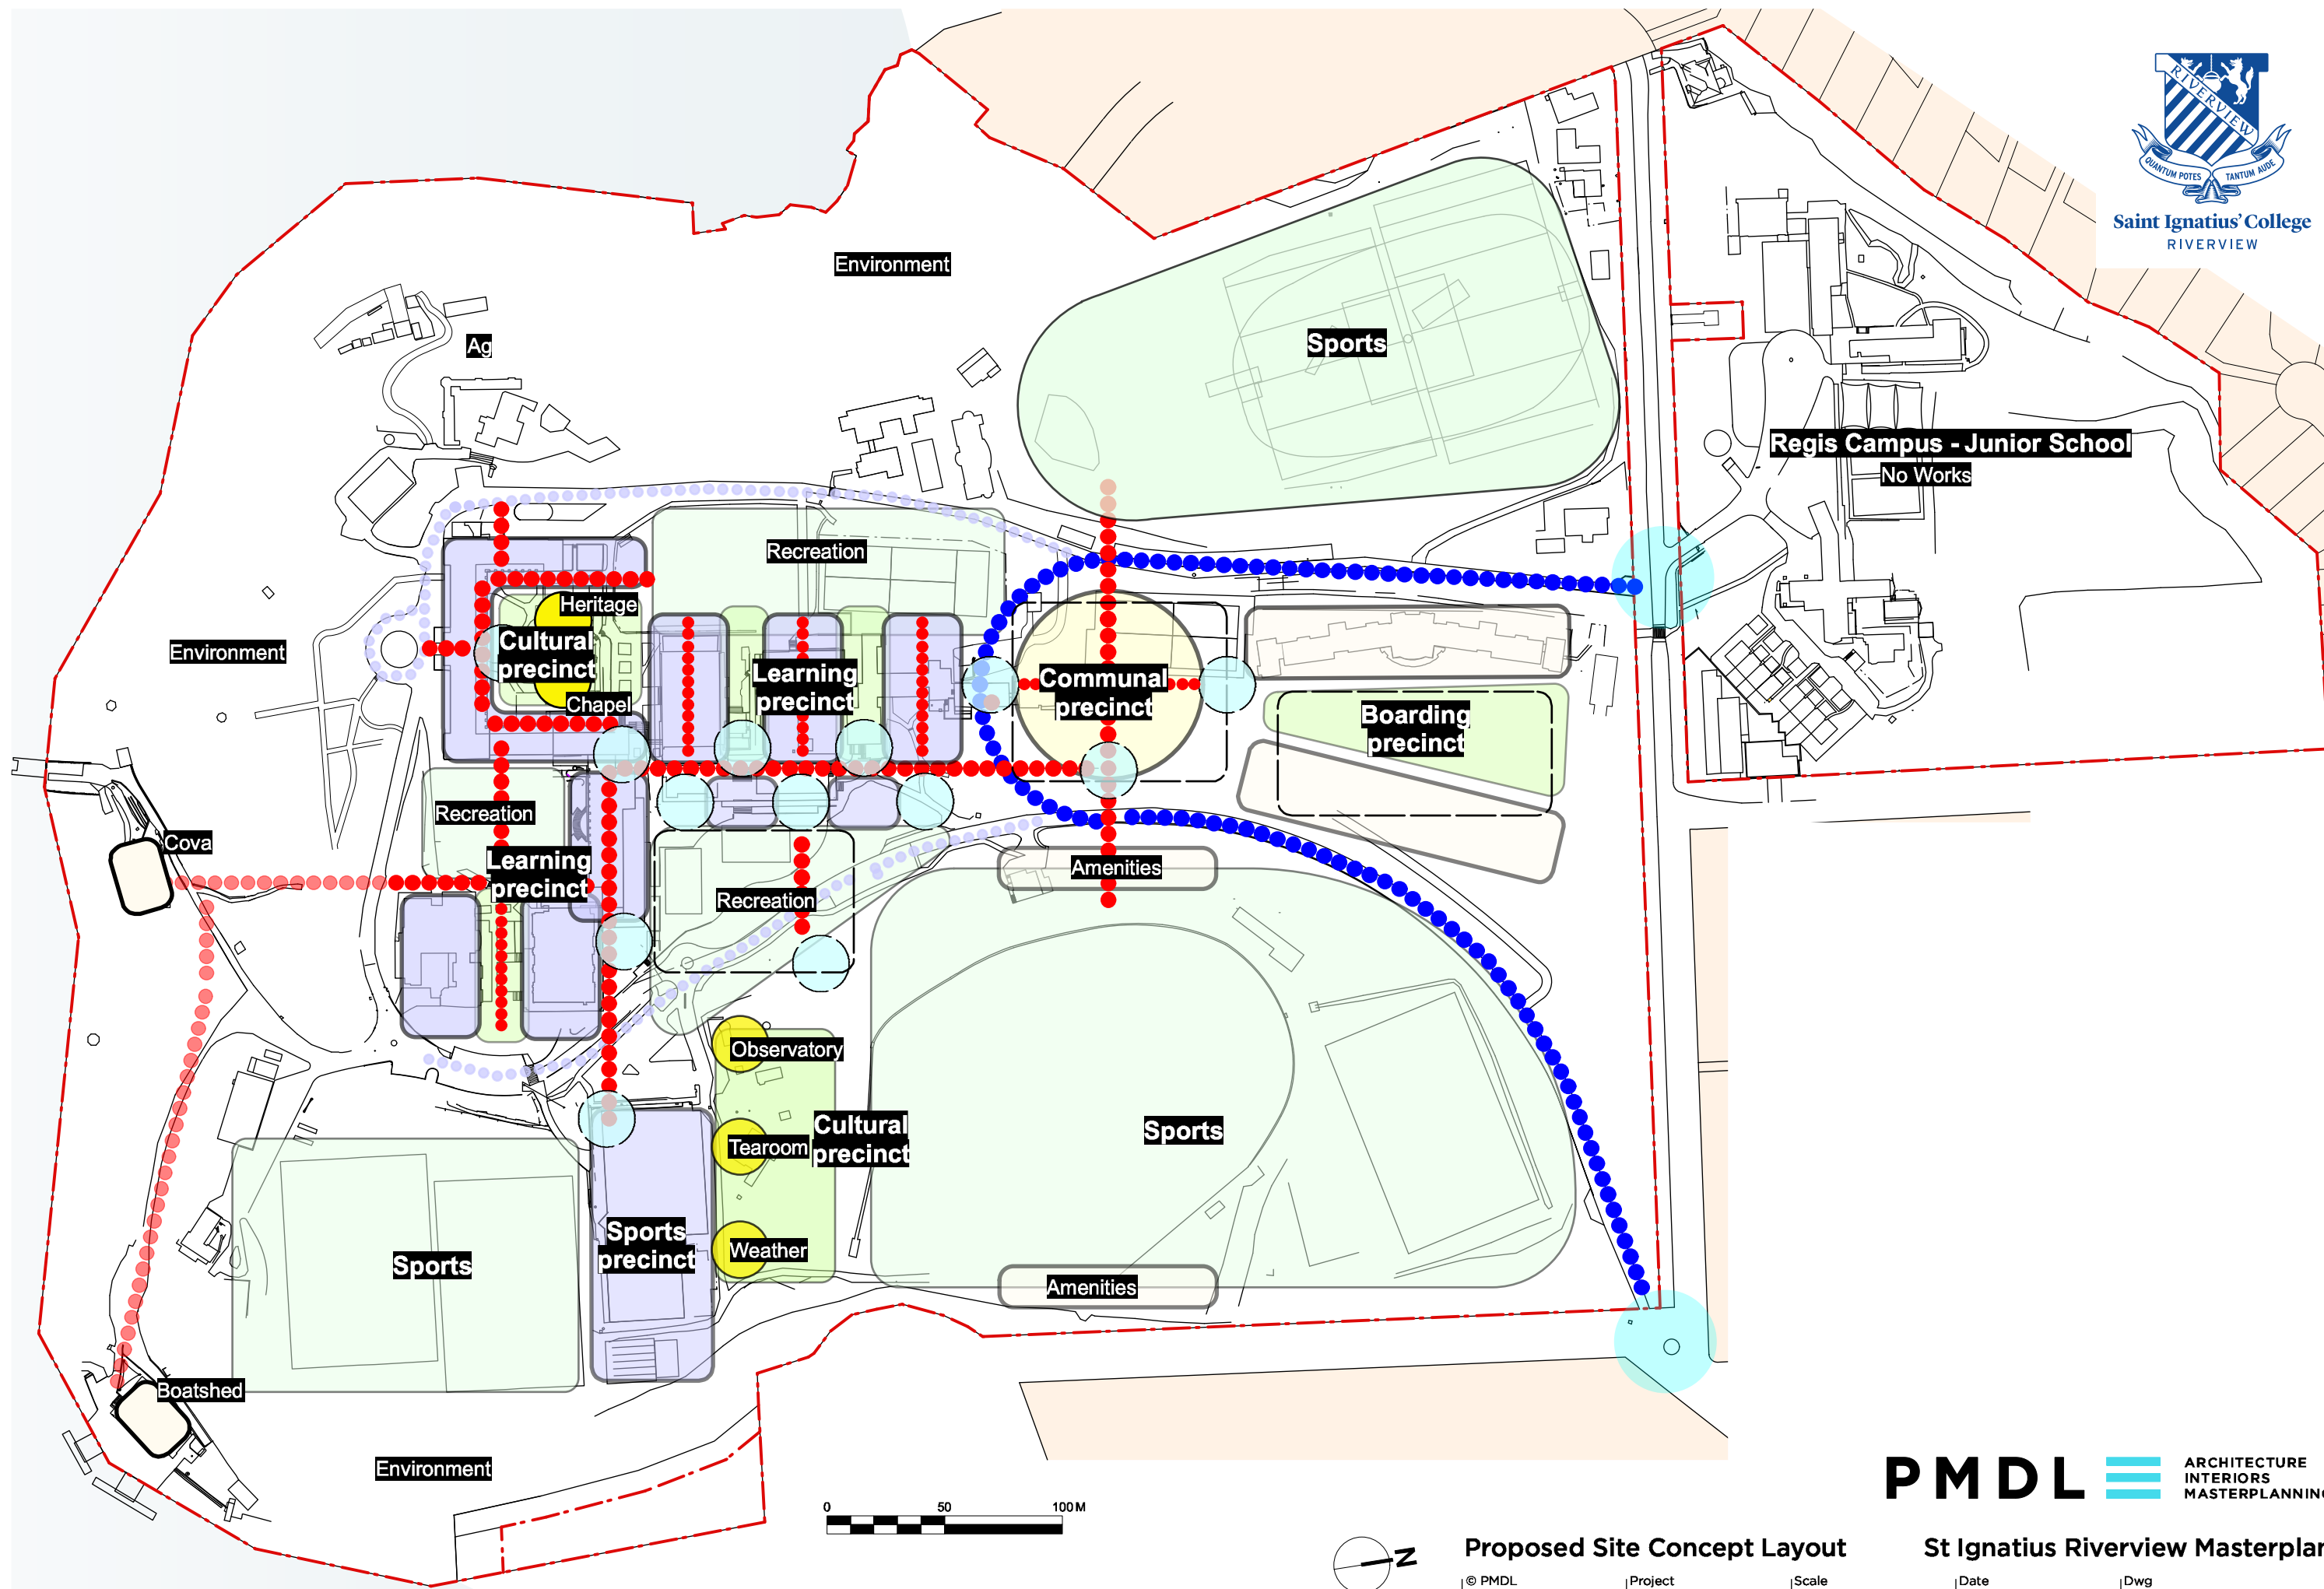 RIVERVIEW
QUANTUM POTES TANTUM AUDE
Saint Ignatius' College
RIVERVIEW
Environment
Sports
Ag
Regis Campus - Junior School
No Works
Recreation
Heritage
Environment
Cultural
precinct
Learning
precinct
Communal
precinct
Chapel
Boarding
precinct
Recreation
Cova
Learning
precinct
Amenities
Recreation
Observatory
Cultural
precinct
Tearoom
Sports
Sports
precinct
Weather
Sports
Amenities
Boatshed
Environment
0 50 100 M
PMDL
ARCHITECTURE
INTERIORS
MASTERPLANNING
N
Proposed Site Concept Layout
St Ignatius Riverview Masterplan
© PMDL Project Scale Date Dwg